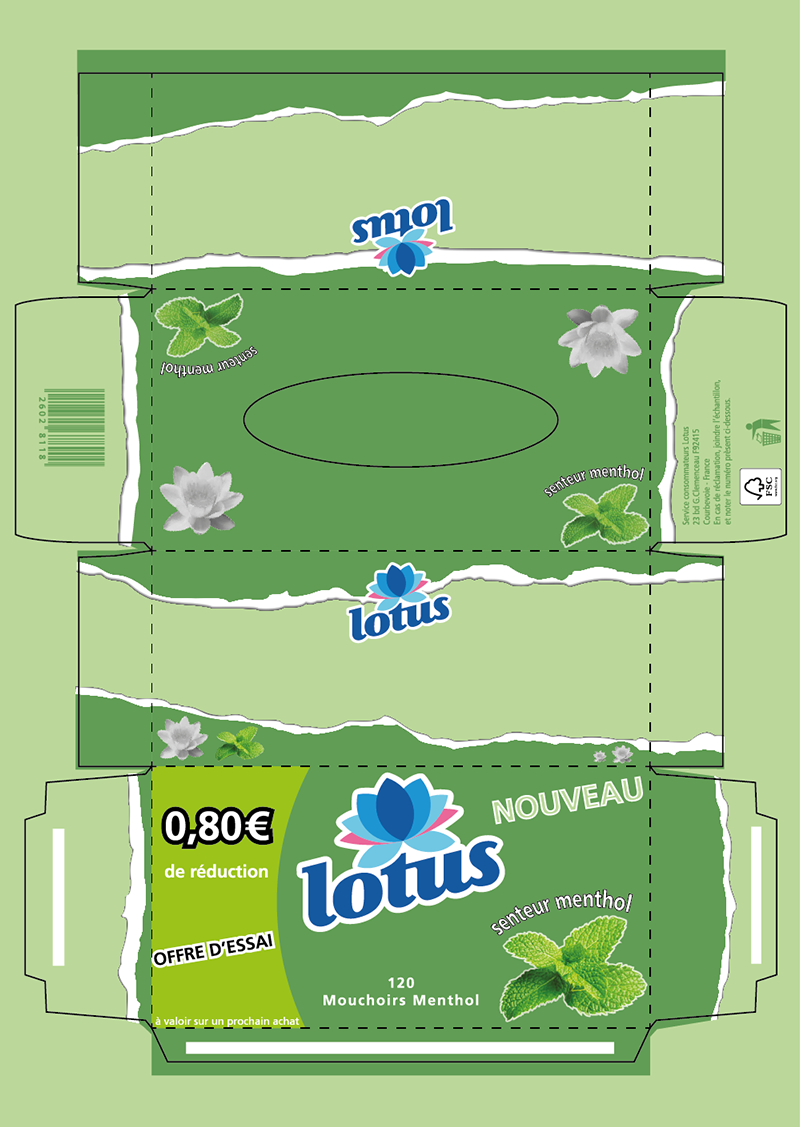 lotus
senteur menthol
2602 8118
senteur menthol
Service consommateurs Lotus
23 bd G.Clemenceau F92415
Courbevoie - France
En cas de réclamation, joindre l'échantillon,
et noter le numéro présent ci-dessous.
FSC
lotus
0,80€
de réduction
OFFRE D'ESSAI
à valoir sur un prochain achat
lotus
NOUVEAU
senteur menthol
120
Mouchoirs Menthol